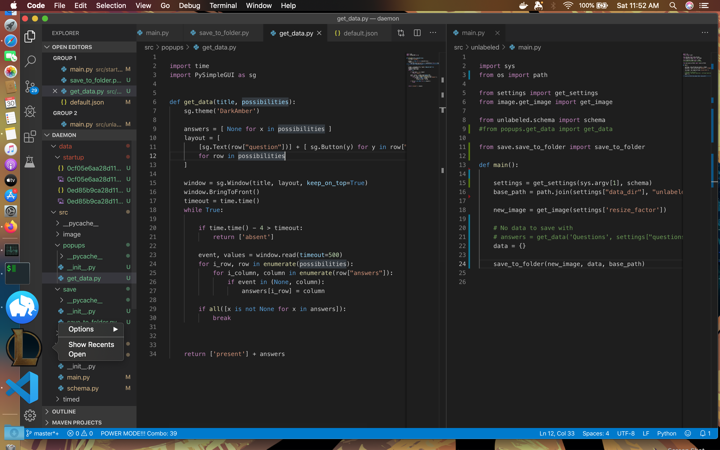 Code File Edit Selection View Go Debug Terminal Window Help
100% Sat 11:52 AM
get_data.py — daemon
EXPLORER
OPEN EDITORS
GROUP 1
main.py src/start...
save_to_folder.p... M
get_data.py src/... M
default.json
GROUP 2
main.py src/unla... M
DAEMON
data
startup
0cf05e6aa28d11...
0cf05e6aa28d11... U
0ed85b9ca28d11...
0ed85b9ca28d11... U
src
__pycache__
image
popups
__pycache__
__init__.py
get_data.py M
save
__pycache__
__init__.py
save_to_folder.py M
Options
Show Recents
Open
__init__.py
main.py M
schema.py M
timed
OUTLINE
MAVEN PROJECTS
main.py save_to_folder.py get_data.py default.json
src > popups > get_data.py
1
2 import time
3 import PySimpleGUI as sg
4
5
6 def get_data(title, possibilities):
7 sg.theme('DarkAmber')
8
9 answers = [ None for x in possibilities ]
10 layout = [
11 [sg.Text(row["question"])] + [ sg.Button(y) for y in row["
12 for row in possibilities
13 ]
14
15 window = sg.Window(title, layout, keep_on_top=True)
16 window.BringToFront()
17 timeout = time.time()
18 while True:
19
20 if time.time() - 4 > timeout:
21 return ['absent']
22
23 event, values = window.read(timeout=500)
24 for i_row, row in enumerate(possibilities):
25 for i_column, column in enumerate(row["answers"]):
26 if event in (None, column):
27 answers[i_row] = column
28
29 if all([x is not None for x in answers]):
30 break
31
32
33
34 return ['present'] + answers
main.py
src > unlabeled > main.py
1
2 import sys
3 from os import path
4
5 from settings import get_settings
6 from image.get_image import get_image
7
8 from unlabeled.schema import schema
9 #from popups.get_data import get_data
10
11 from save.save_to_folder import save_to_folder
12
13 def main():
14
15 settings = get_settings(sys.argv[1], schema)
16 base_path = path.join(settings["data_dir"], "unlabel
17
18 new_image = get_image(settings['resize_factor'])
19
20 # No data to save with
21 # answers = get_data('Questions', settings["question
22 data = {}
23
24 save_to_folder(new_image, data, base_path)
25
26
master*+ 0 0 POWER MODE!!! Combo: 39
Ln 12, Col 33 Spaces: 4 UTF-8 LF Python 1